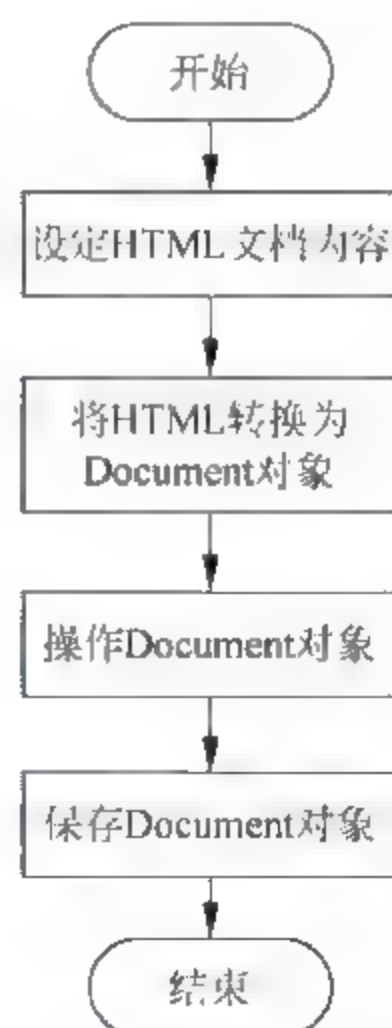 开始
设定HTML文档内容
将HTML转换为
Document对象
操作Document对象
保存Document对象
结束